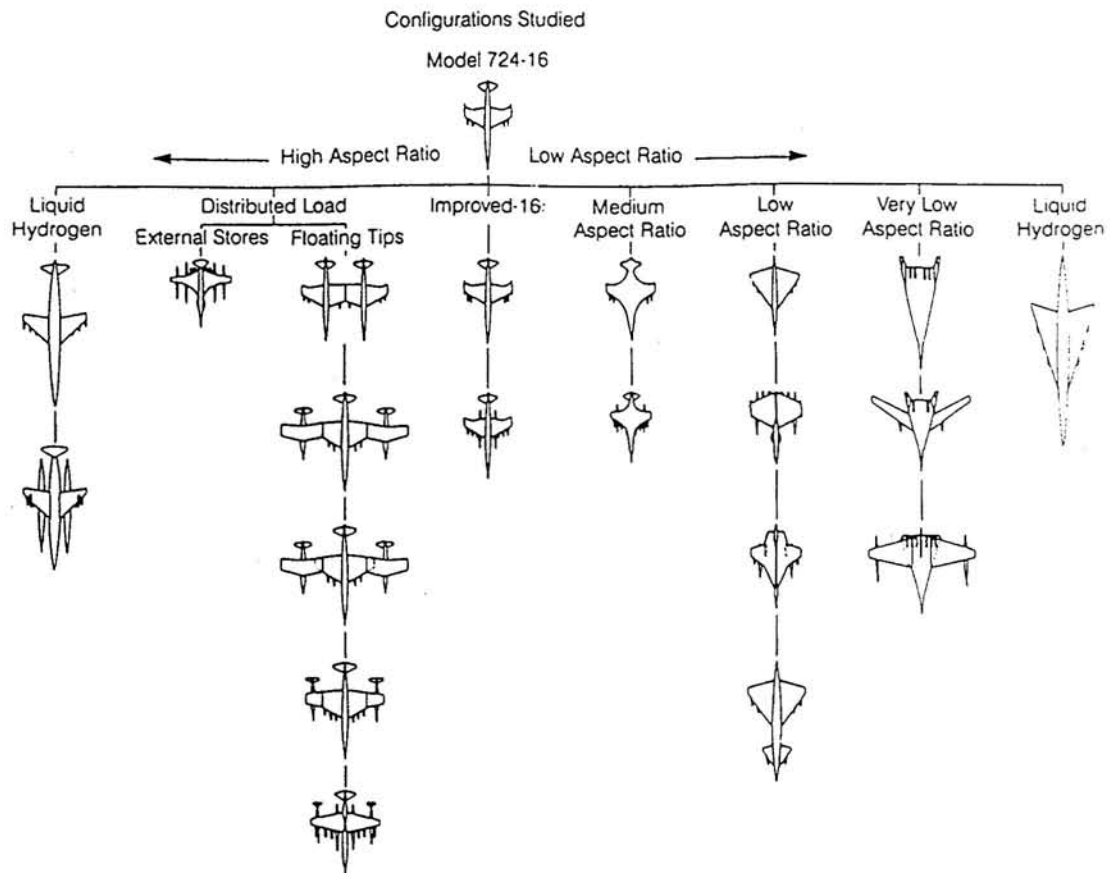 Configurations Studied
Model 724-16
High Aspect Ratio
Low Aspect Ratio
Liquid
Hydrogen
Distributed Load
External Stores
Floating Tips
Improved-16:
Medium
Aspect Ratio
Low
Aspect Ratio
Very Low
Aspect Ratio
Liquid
Hydrogen